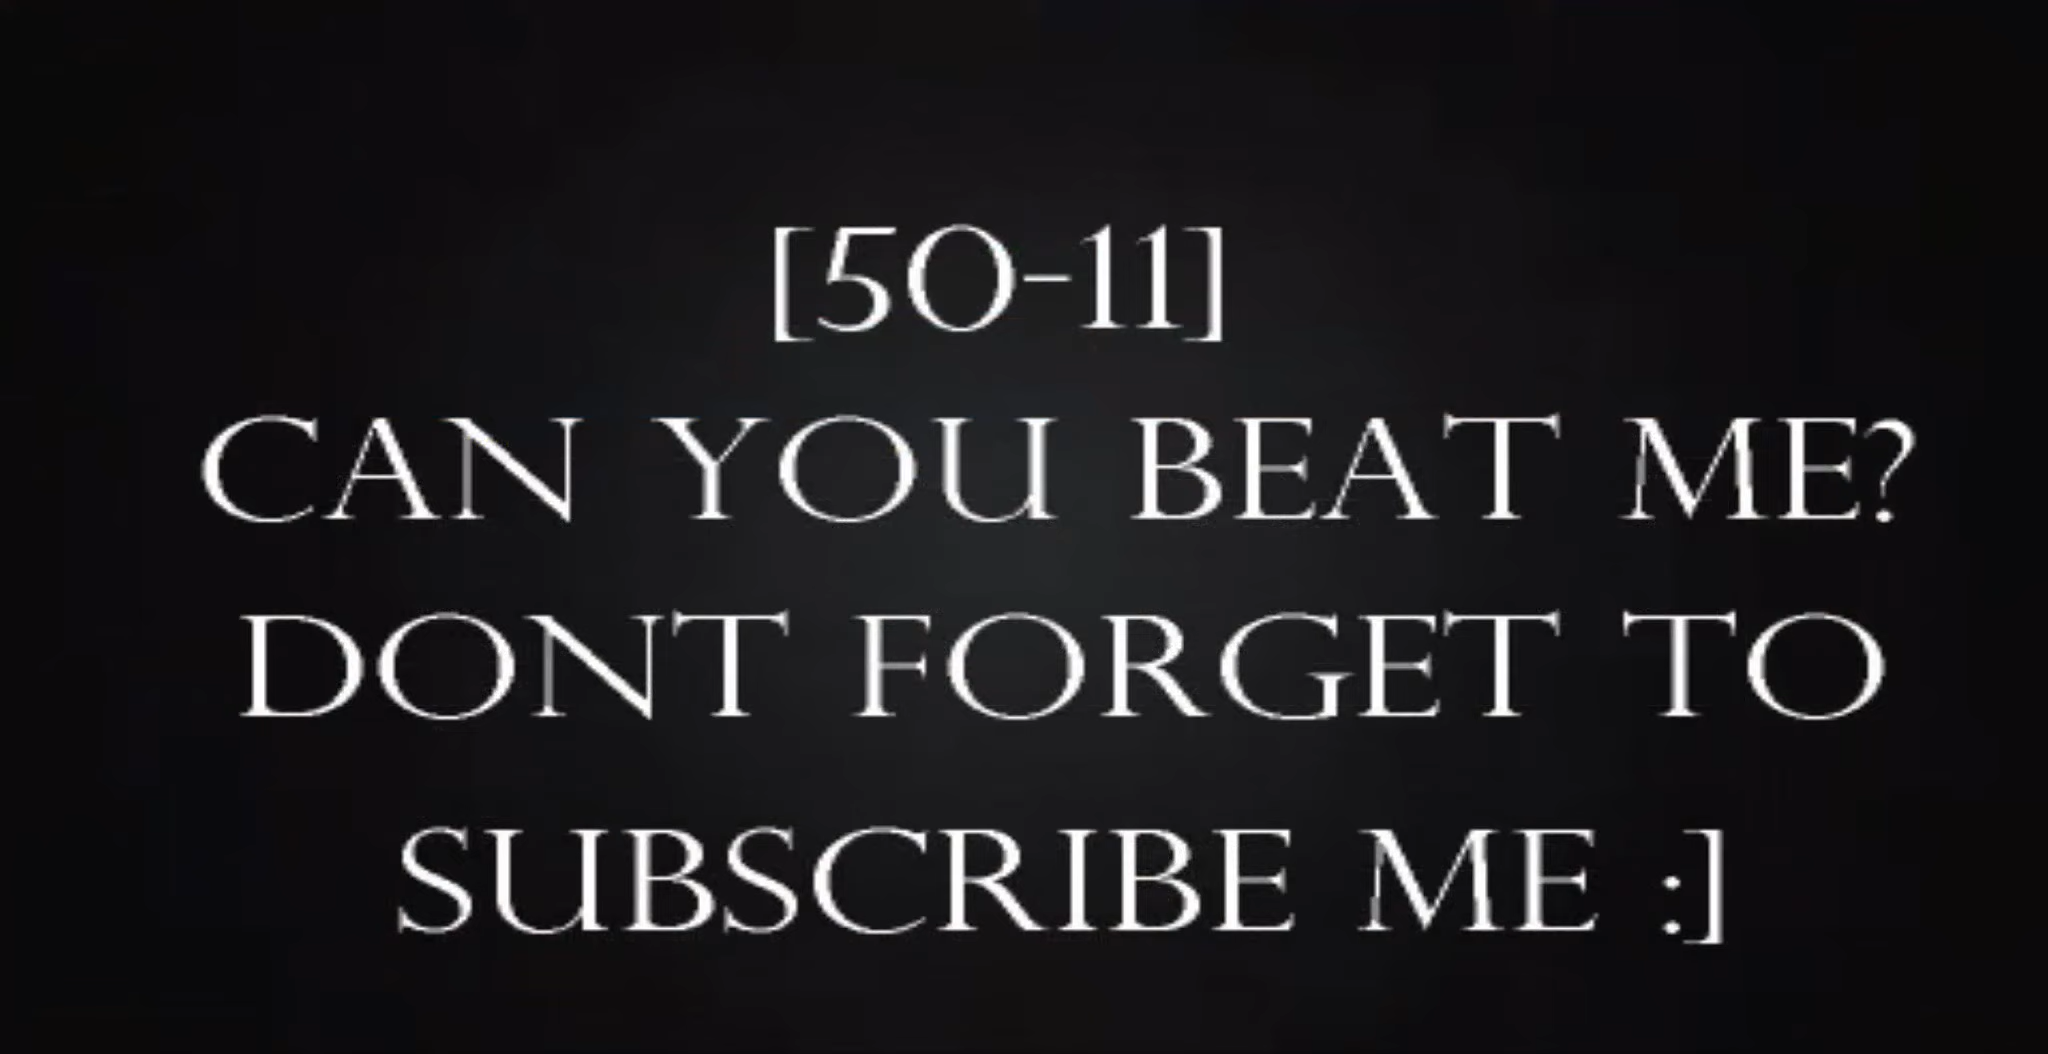 [50-11]
CAN YOU BEAT ME?
DONT FORGET TO
SUBSCRIBE ME :]